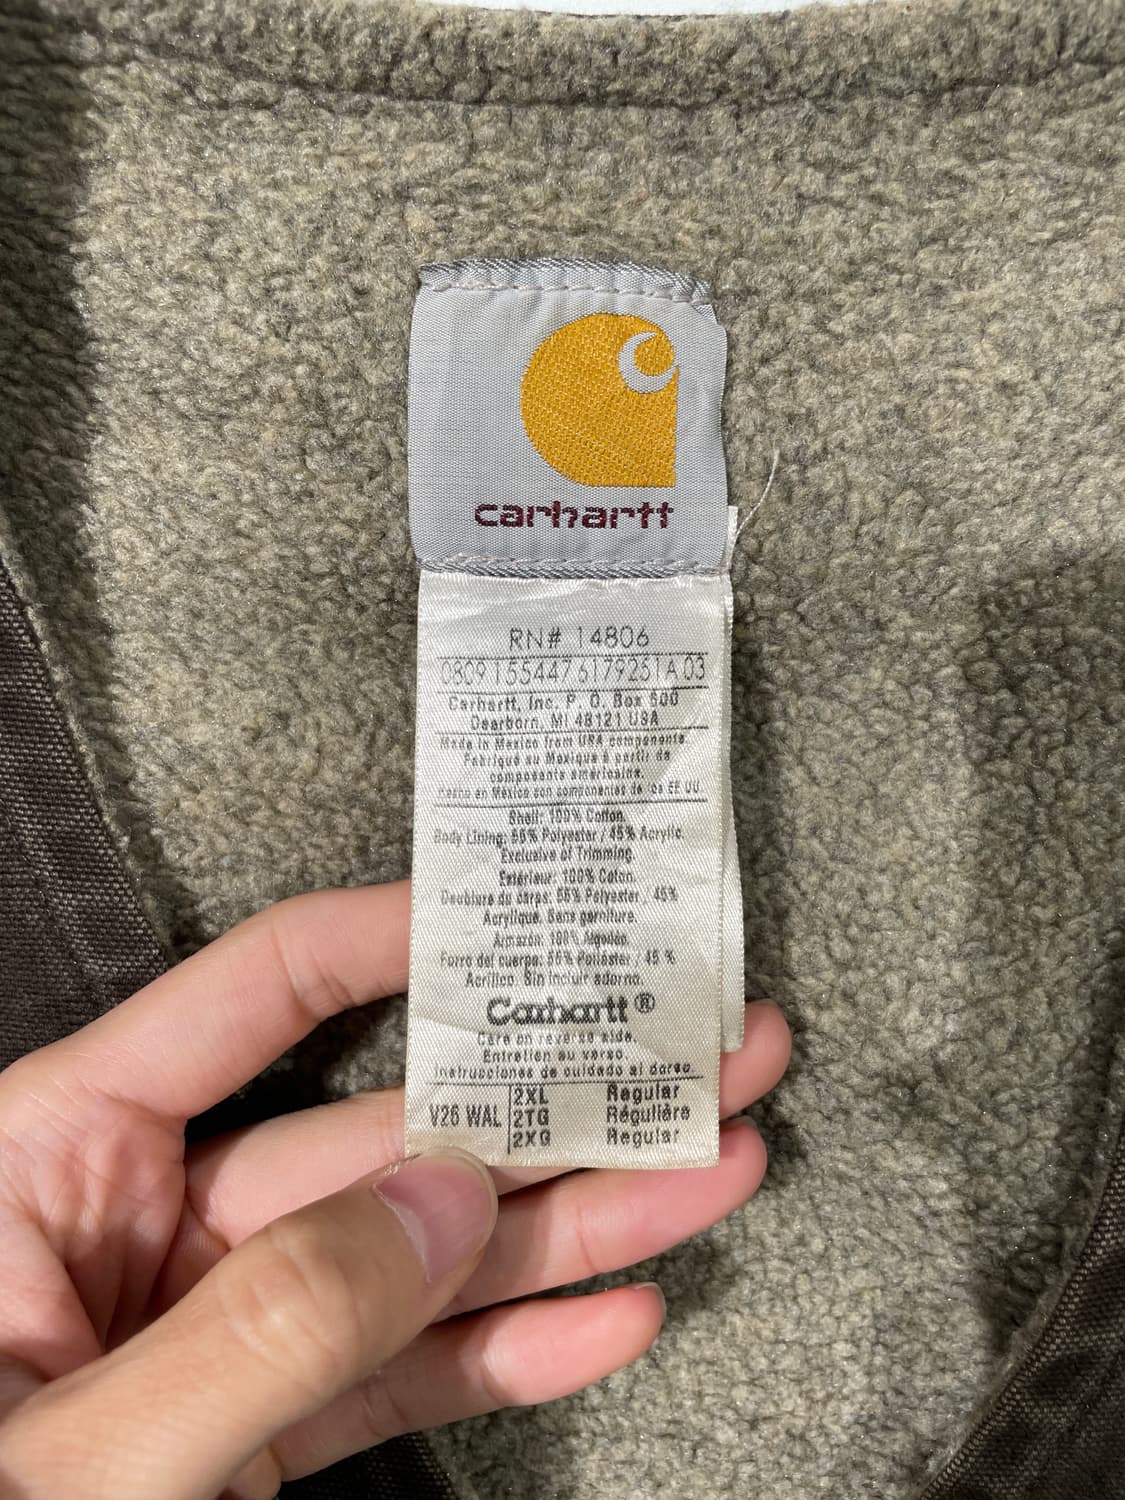 carhartt
RN# 14806
0809 155447 6179251A 03
Carhartt, Inc. P. O. Box 600
Dearborn, MI 48121 USA
Made in Mexico from USA components.
Fabriqué au Mexique à partir de
composants américains.
Hecho en México con componentes de los EE UU
Shell: 100% Cotton.
Body Lining: 55% Polyester / 45% Acrylic.
Exclusive of Trimming.
Extérieur: 100% Coton.
Doublure du corps: 55% Polyester / 45%
Acrylique. Sans garniture.
Armazón: 100% Algodón.
Forro del cuerpo: 55% Poliéster / 45 %
Acrílico. Sin incluir adorno.
Carhartt®
Care on reverse side.
Entretien au verso.
Instrucciones de cuidado al dorso.
V26 WAL 2XL Regular
2TG Régulière
2XG Regular